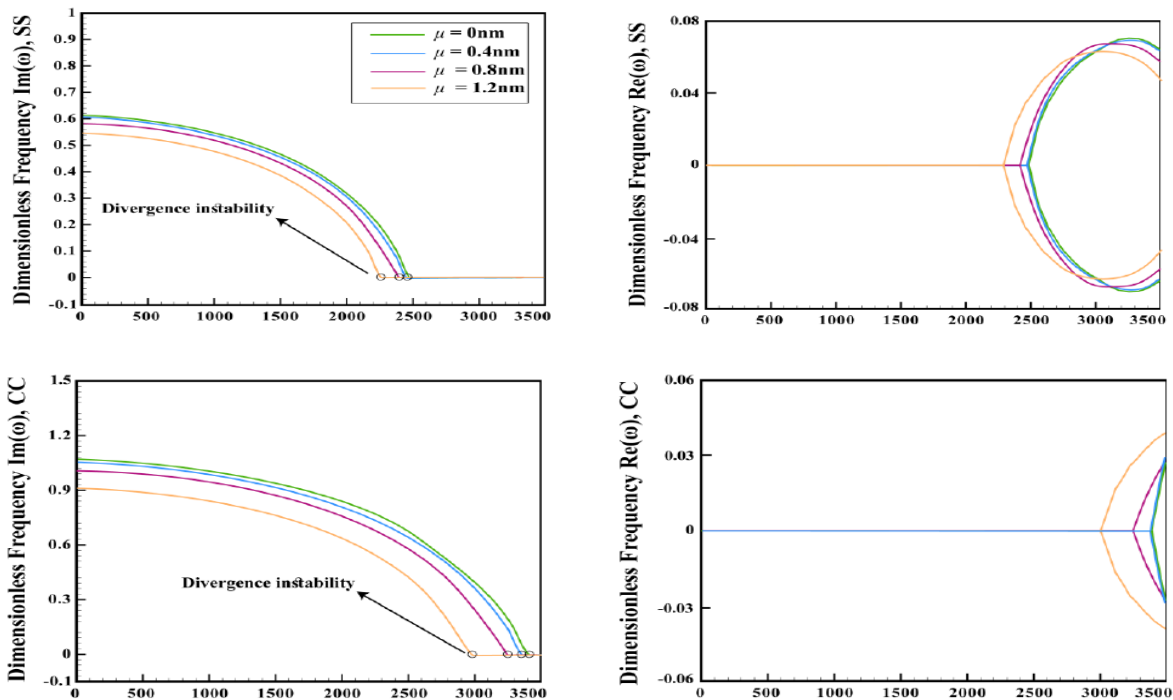 Dimensionless Frequency Im(ω), SS
1
0.9
0.8
0.7
0.6
0.5
0.4
0.3
0.2
0.1
0
-0.1
μ = 0nm
μ = 0.4nm
μ = 0.8nm
μ = 1.2nm
Divergence instability
0 500 1000 1500 2000 2500 3000 3500
Dimensionless Frequency Re(ω), SS
0.08
0.04
0
-0.04
-0.08
0 500 1000 1500 2000 2500 3000 3500
Dimensionless Frequency Im(ω), CC
1.5
1.2
0.9
0.6
0.3
0
-0.1
Divergence instability
0 500 1000 1500 2000 2500 3000 3500
Dimensionless Frequency Re(ω), CC
0.06
0.03
0
-0.03
-0.06
0 500 1000 1500 2000 2500 3000 3500